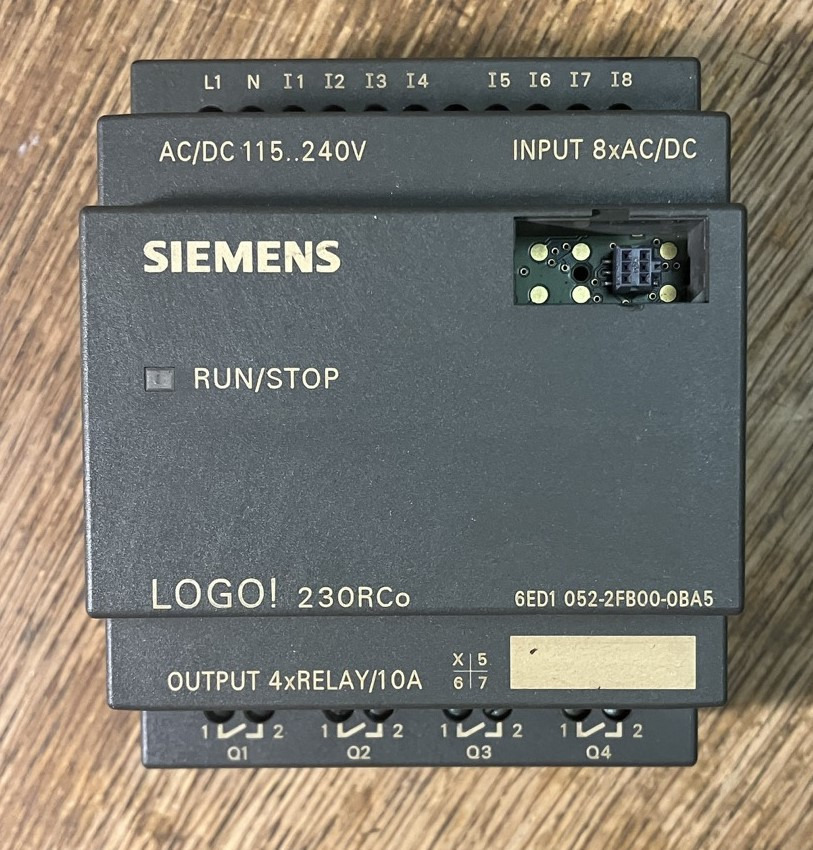 L1 N I1 I2 I3 I4 I5 I6 I7 I8
AC/DC 115..240V INPUT 8xAC/DC
SIEMENS
RUN/STOP
LOGO! 230RCo 6ED1 052-2FB00-0BA5
OUTPUT 4xRELAY/10A
X 5
6 7
1 2 1 2 1 2 1 2
Q1 Q2 Q3 Q4